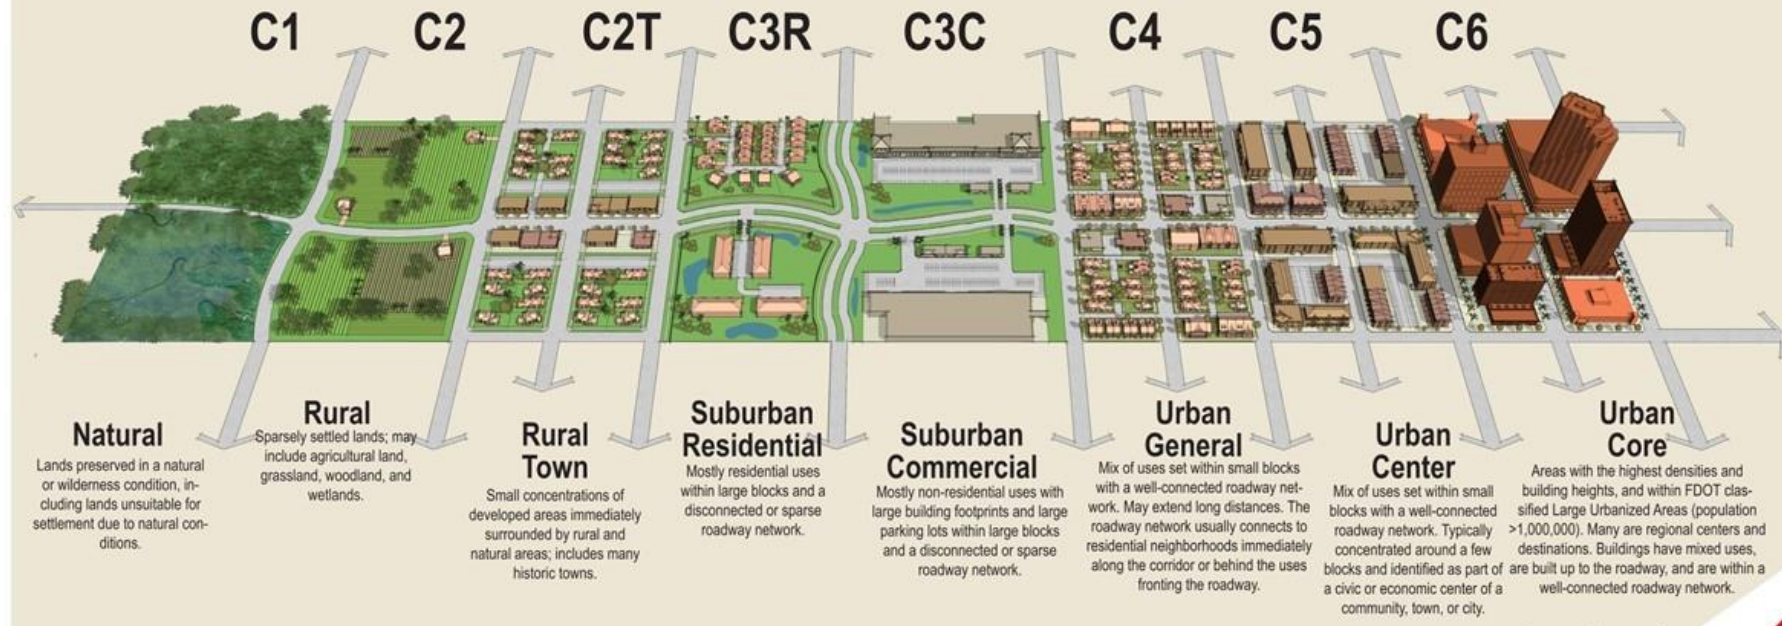 C1 C2 C2T C3R C3C C4 C5 C6
Natural
Lands preserved in a natural
or wilderness condition, in-
cluding lands unsuitable for
settlement due to natural con-
ditions.
Rural
Sparsely settled lands; may
include agricultural land,
grassland, woodland, and
wetlands.
Rural
Town
Small concentrations of
developed areas immediately
surrounded by rural and
natural areas; includes many
historic towns.
Suburban
Residential
Mostly residential uses
within large blocks and a
disconnected or sparse
roadway network.
Suburban
Commercial
Mostly non-residential uses with
large building footprints and large
parking lots within large blocks
and a disconnected or sparse
roadway network.
Urban
General
Mix of uses set within small blocks
with a well-connected roadway net-
work. May extend long distances. The
roadway network usually connects to
residential neighborhoods immediately
along the corridor or behind the uses
fronting the roadway.
Urban
Center
Mix of uses set within small
blocks with a well-connected
roadway network. Typically
concentrated around a few
blocks and identified as part of
a civic or economic center of a
community, town, or city.
Urban
Core
Areas with the highest densities and
building heights, and within FDOT clas-
sified Large Urbanized Areas (population
>1,000,000). Many are regional centers and
destinations. Buildings have mixed uses,
are built up to the roadway, and are within a
well-connected roadway network.